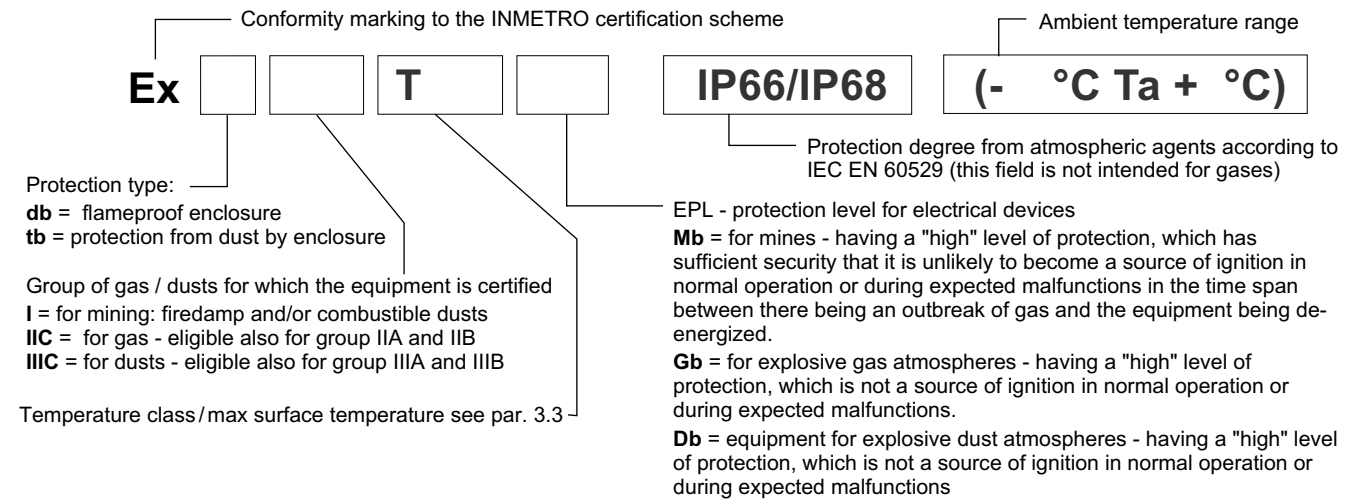 Conformity marking to the INMETRO certification scheme
Ambient temperature range
Ex T IP66/IP68 (- °C Ta + °C)
Protection degree from atmospheric agents according to
IEC EN 60529 (this field is not intended for gases)
Protection type:
db = flameproof enclosure
tb = protection from dust by enclosure
Group of gas / dusts for which the equipment is certified
I = for mining: firedamp and/or combustible dusts
IIC = for gas - eligible also for group IIA and IIB
IIIC = for dusts - eligible also for group IIIA and IIIB
Temperature class/max surface temperature see par. 3.3
EPL - protection level for electrical devices
Mb = for mines - having a "high" level of protection, which has
sufficient security that it is unlikely to become a source of ignition in
normal operation or during expected malfunctions in the time span
between there being an outbreak of gas and the equipment being de-
energized.
Gb = for explosive gas atmospheres - having a "high" level of
protection, which is not a source of ignition in normal operation or
during expected malfunctions.
Db = equipment for explosive dust atmospheres - having a "high" level
of protection, which is not a source of ignition in normal operation or
during expected malfunctions